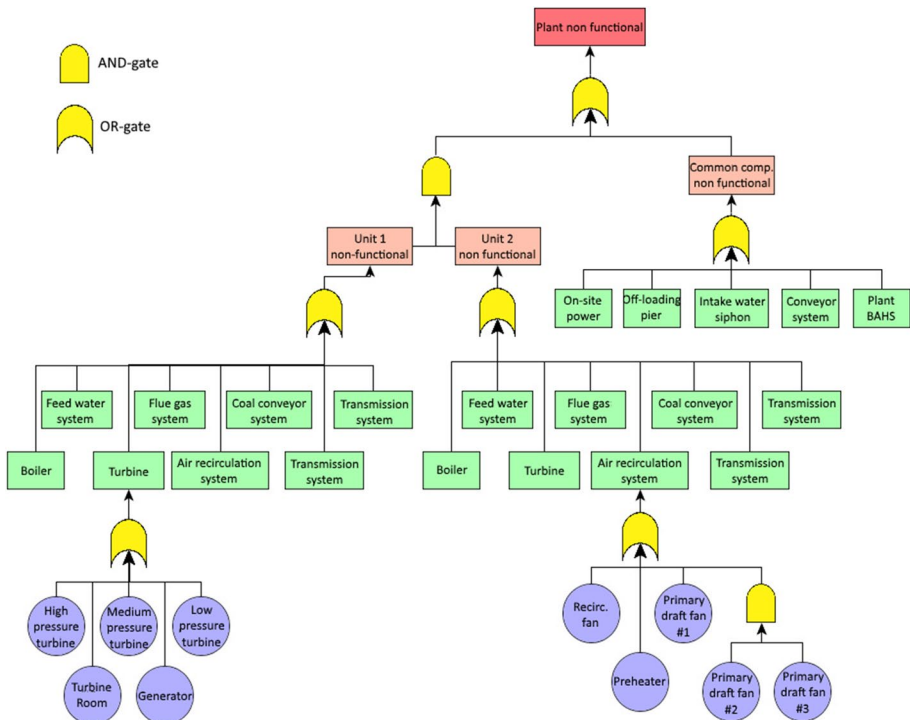 Plant non functional
AND-gate
OR-gate
Common comp.
non functional
Unit 1
non-functional
Unit 2
non functional
On-site
power
Off-loading
pier
Intake water
siphon
Conveyor
system
Plant
BAHS
Feed water
system
Flue gas
system
Coal conveyor
system
Transmission
system
Feed water
system
Flue gas
system
Coal conveyor
system
Transmission
system
Boiler
Turbine
Air recirculation
system
Transmission
system
Boiler
Turbine
Air recirculation
system
Transmission
system
High
pressure
turbine
Medium
pressure
turbine
Low
pressure
turbine
Recirc.
fan
Primary
draft fan
#1
Turbine
Room
Generator
Preheater
Primary
draft fan
#2
Primary
draft fan
#3